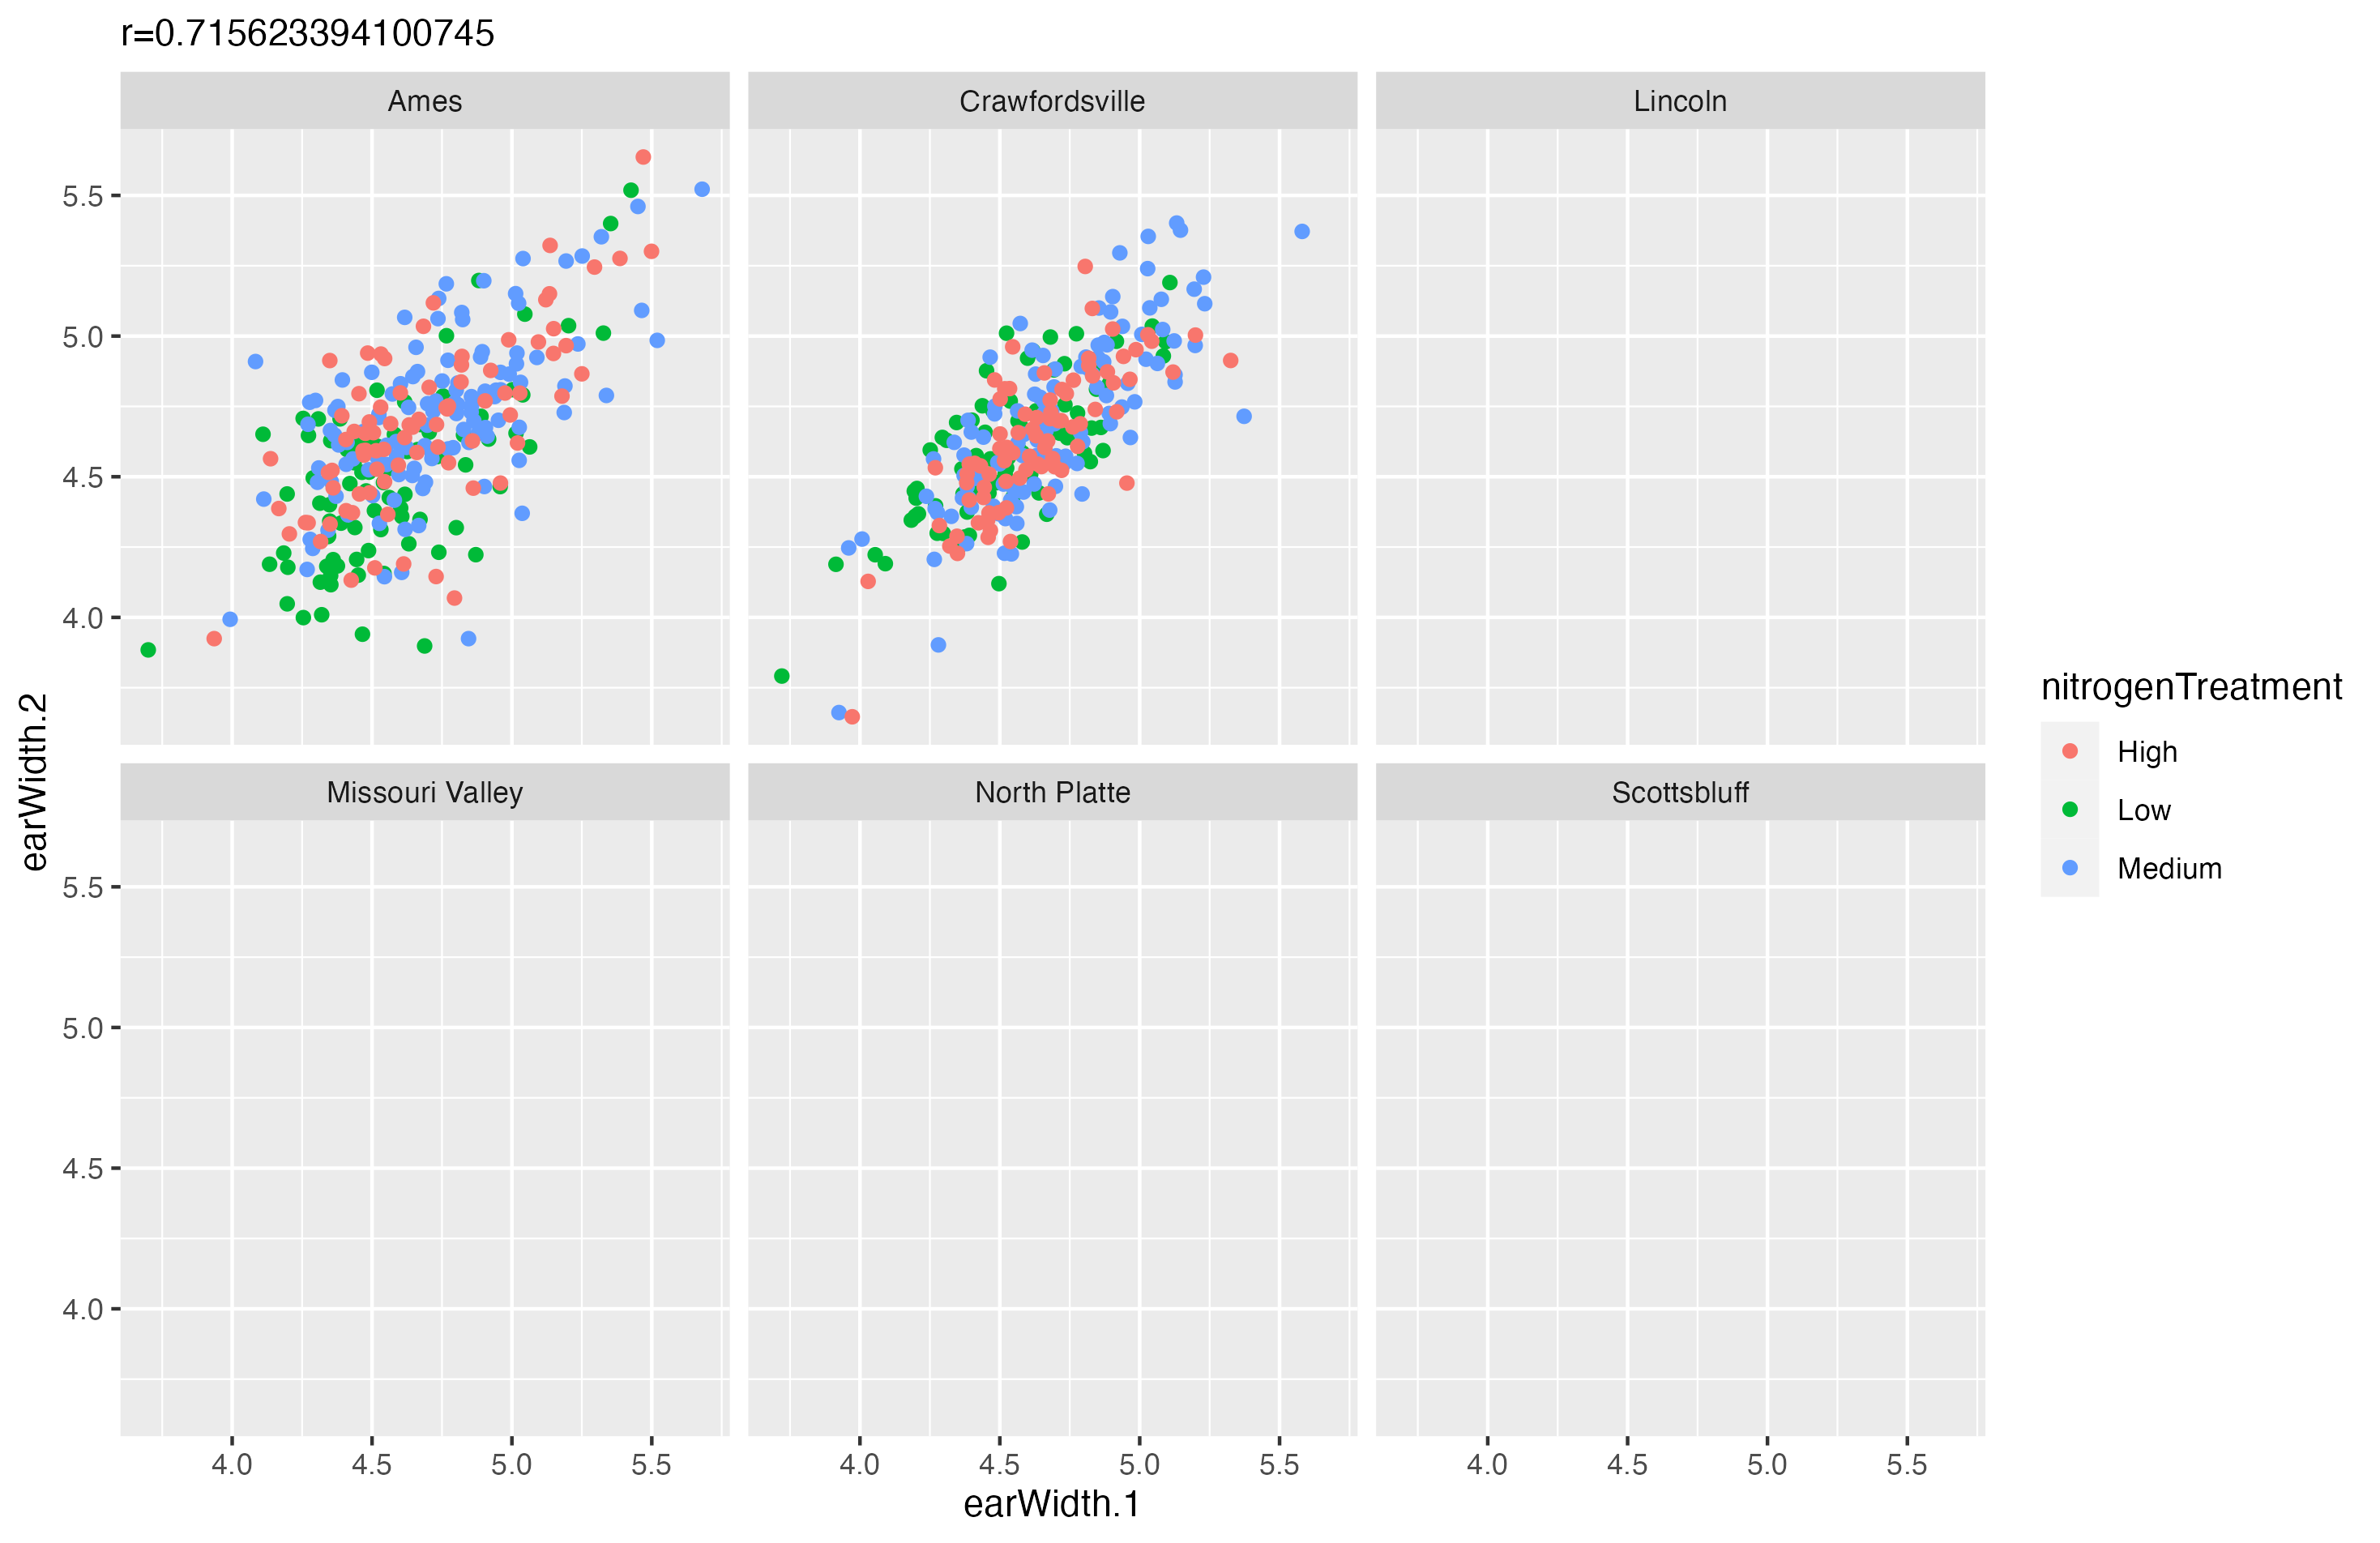 r=0.715623394100745
Ames
Crawfordsville
Lincoln
5.5
5.0
4.5
4.0
Missouri Valley
North Platte
Scottsbluff
5.5
5.0
4.5
4.0
4.0 4.5 5.0 5.5
4.0 4.5 5.0 5.5
4.0 4.5 5.0 5.5
earWidth.1
earWidth.2
nitrogenTreatment
High
Low
Medium